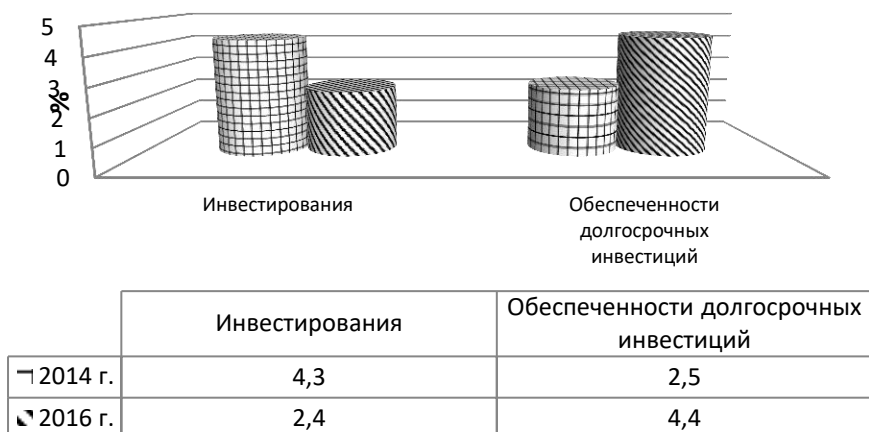 5
4
3
2
1
0
%
Инвестирования
Обеспеченности
долгосрочных
инвестиций
Инвестирования Обеспеченности долгосрочных
инвестиций
2014 г. 4,3 2,5
2016 г. 2,4 4,4